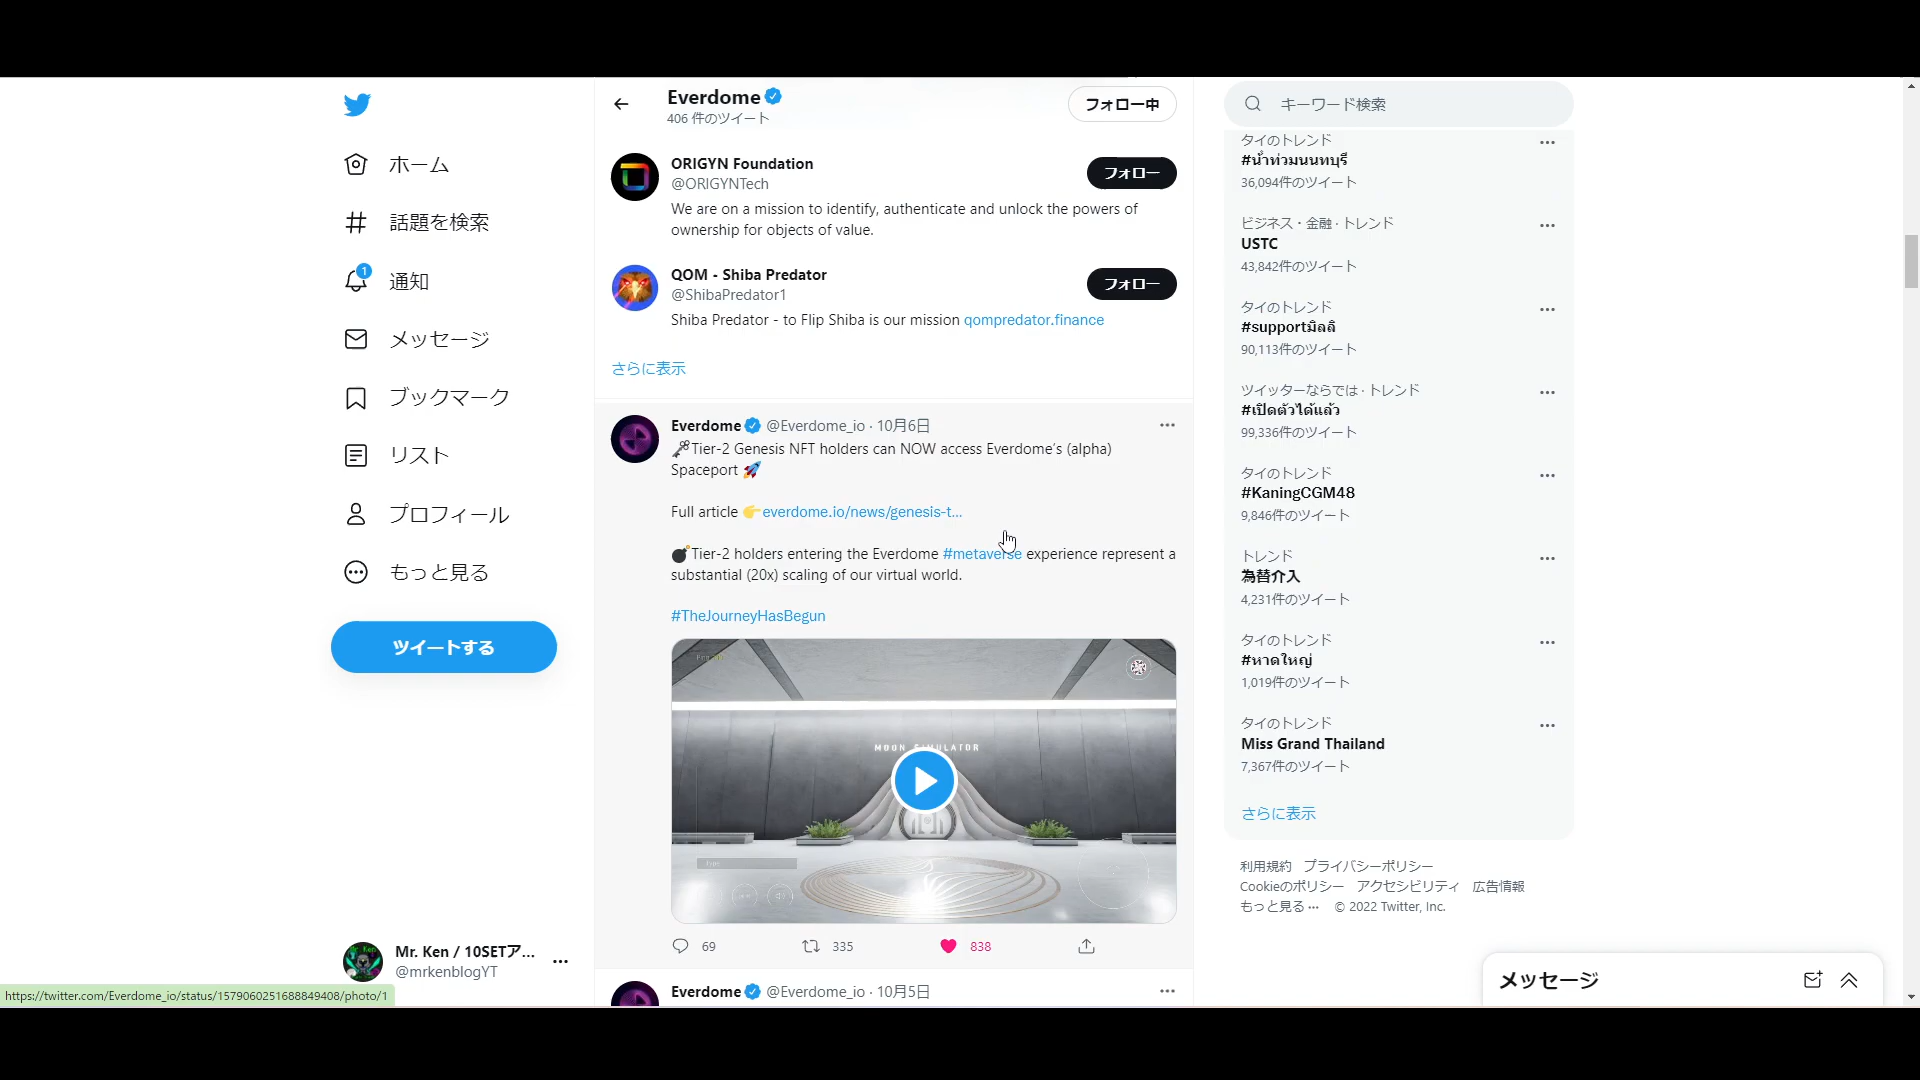 ホーム
話題を検索
1
通知
メッセージ
ブックマーク
リスト
プロフィール
もっと見る
ツイートする
Mr. Ken / 10SETア...
@mrkenblogYT
https://twitter.com/Everdome_io/status/1579060251688849408/photo/1
Everdome
406 件のツイート
フォロー中
ORIGYN Foundation
@ORIGYNTech
フォロー
We are on a mission to identify, authenticate and unlock the powers of
ownership for objects of value.
QOM - Shiba Predator
@ShibaPredator1
フォロー
Shiba Predator - to Flip Shiba is our mission qompredator.finance
さらに表示
Everdome @Everdome_io · 10月6日
🗝Tier-2 Genesis NFT holders can NOW access Everdome's (alpha)
Spaceport 🚀
Full article 👉everdome.io/news/genesis-t...
💣Tier-2 holders entering the Everdome #metaverse experience represent a
substantial (20x) scaling of our virtual world.
#TheJourneyHasBegun
MOON SIMULATOR
69
335
838
Everdome @Everdome_io · 10月5日
キーワード検索
タイのトレンド
#น้ำท่วมนนทบุรี
36,094件のツイート
ビジネス・金融 · トレンド
USTC
43,842件のツイート
タイのトレンド
#supportมิลลิ
90,113件のツイート
ツイッターならでは · トレンド
#เปิดตัวได้แล้ว
99,336件のツイート
タイのトレンド
#KaningCGM48
9,846件のツイート
トレンド
為替介入
4,231件のツイート
タイのトレンド
#หาดใหญ่
1,019件のツイート
タイのトレンド
Miss Grand Thailand
7,367件のツイート
さらに表示
利用規約 プライバシーポリシー
Cookieのポリシー アクセシビリティ 広告情報
もっと見る ··· © 2022 Twitter, Inc.
メッセージ